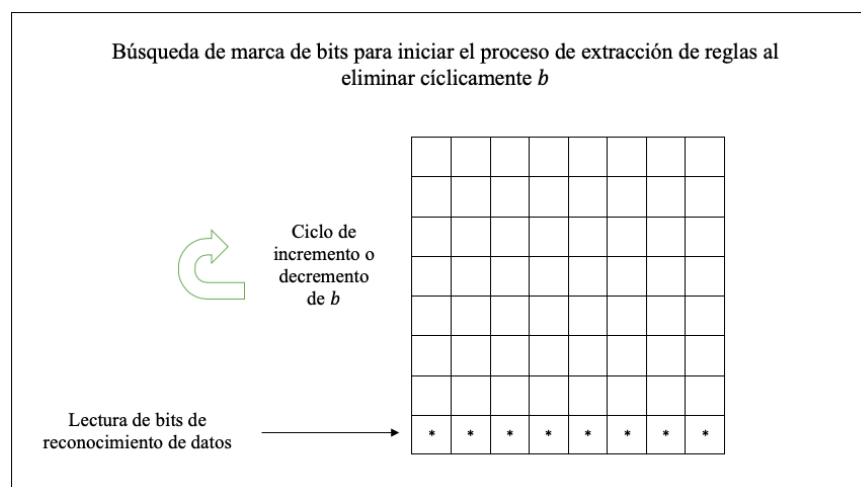 Búsqueda de marca de bits para iniciar el proceso de extracción de reglas al
eliminar cíclicamente b
Ciclo de
incremento o
decremento
de b
Lectura de bits de
reconocimiento de datos
* * * * * * * *